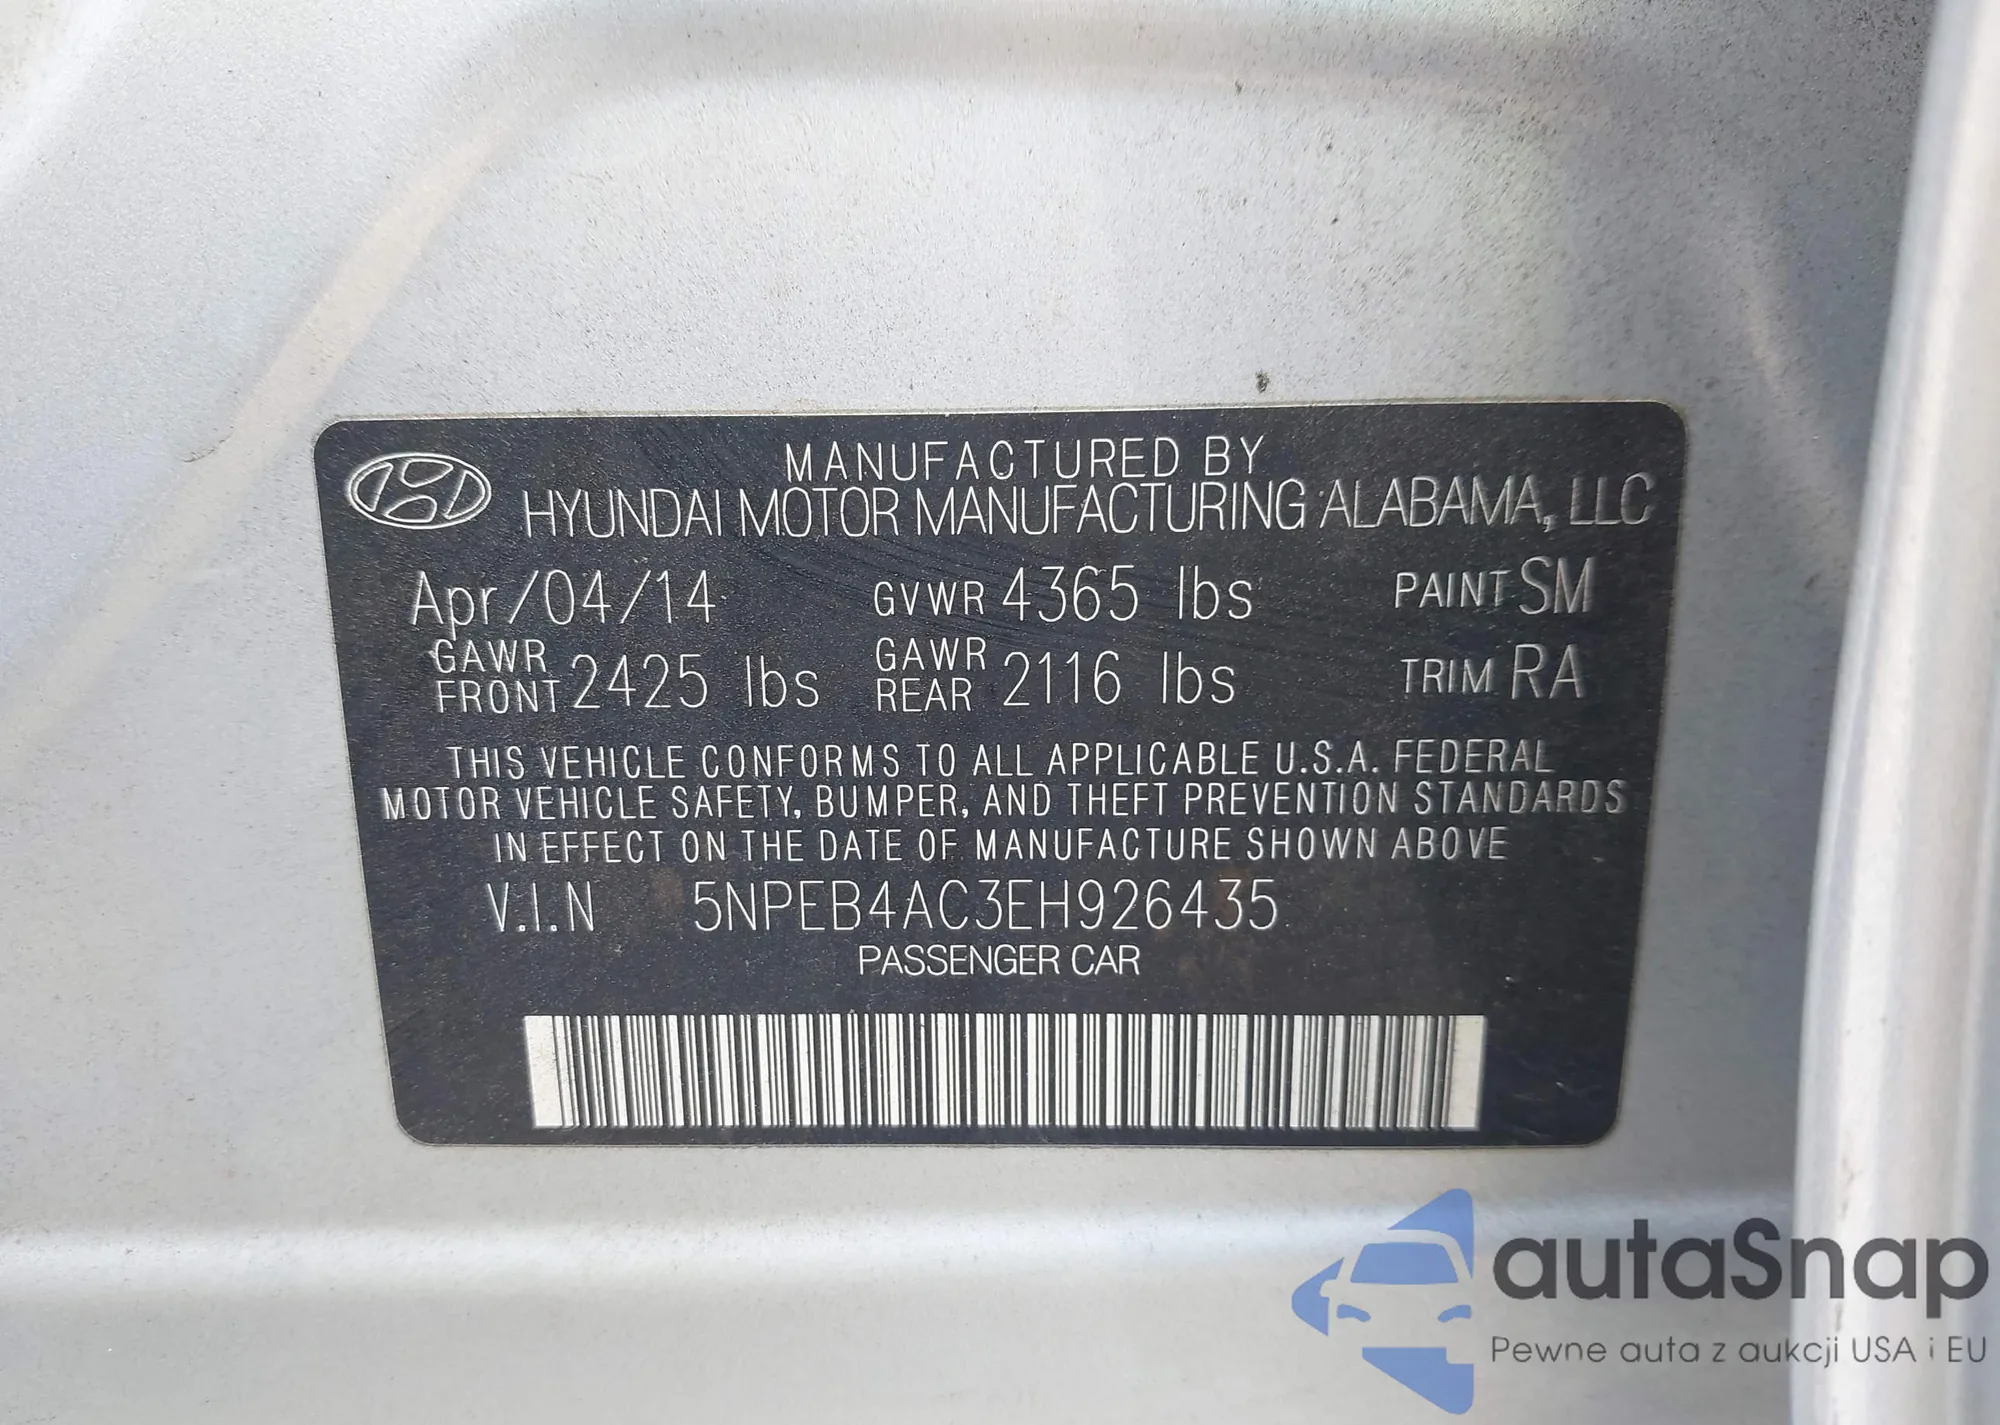 MANUFACTURED BY
HYUNDAI MOTOR MANUFACTURING ALABAMA, LLC
Apr/04/14 GVWR 4365 lbs PAINT SM
GAWR FRONT 2425 lbs GAWR REAR 2116 lbs TRIM RA
THIS VEHICLE CONFORMS TO ALL APPLICABLE U.S.A. FEDERAL
MOTOR VEHICLE SAFETY, BUMPER, AND THEFT PREVENTION STANDARDS
IN EFFECT ON THE DATE OF MANUFACTURE SHOWN ABOVE
V.I.N 5NPEB4AC3EH926435
PASSENGER CAR
autaSnap
Pewne auta z aukcji USA i EU